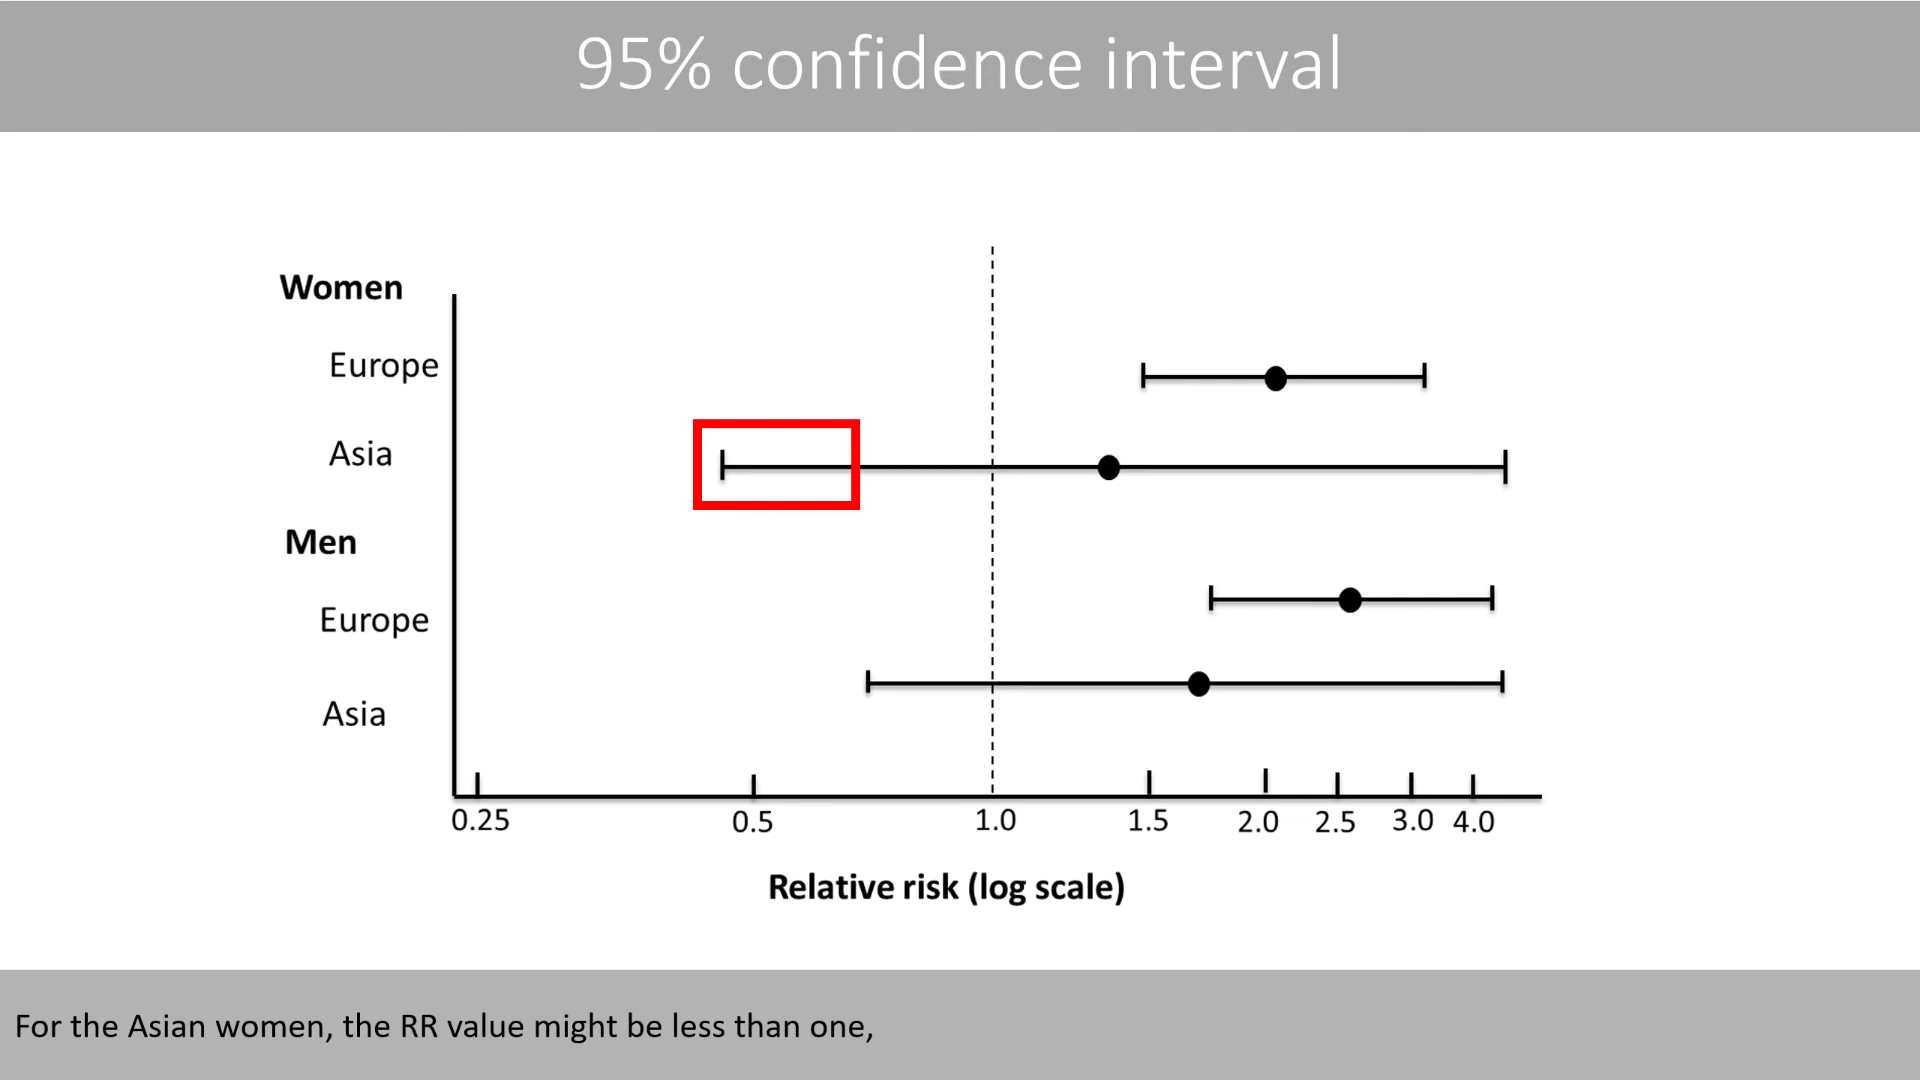 95% confidence interval
Women
Europe
Asia
Men
Europe
Asia
0.25 0.5 1.0 1.5 2.0 2.5 3.0 4.0
Relative risk (log scale)
For the Asian women, the RR value might be less than one,